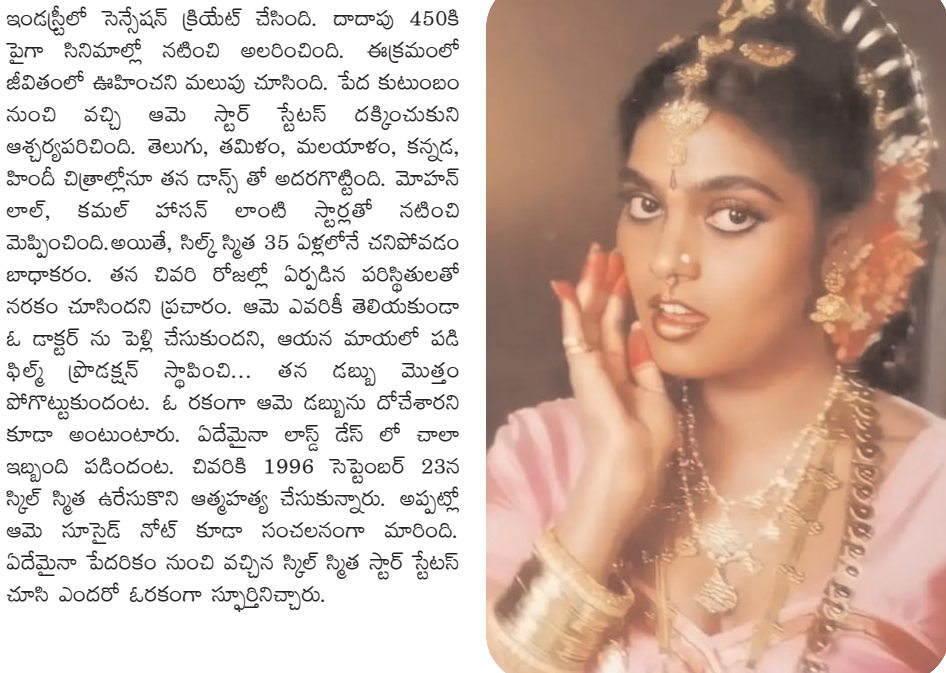 ఇండస్ట్రీలో సెన్సేషన్ క్రియేట్ చేసింది. దాదాపు 450కి
పైగా సినిమాల్లో నటించి అలరించింది. ఈక్రమంలో
జీవితంలో ఊహించని మలుపు చూసింది. పేద కుటుంబం
నుంచి వచ్చి ఆమె స్టార్ స్టేటస్ దక్కించుకుని
ఆశ్చర్యపరిచింది. తెలుగు, తమిళం, మలయాళం, కన్నడ,
హిందీ చిత్రాల్లోనూ తన డాన్స్ తో అదరగొట్టింది. మోహన్
లాల్, కమల్ హాసన్ లాంటి స్టార్లతో నటించి
మెప్పించింది.అయితే, సిల్క్ స్మిత 35 ఏళ్లలోనే చనిపోవడం
బాధాకరం. తన చివరి రోజుల్లో ఏర్పడిన పరిస్థితులతో
నరకం చూసిందని ప్రచారం. ఆమె ఎవరికీ తెలియకుండా
ఓ డాక్టర్ ను పెళ్లి చేసుకుందని, ఆయన మాయలో పడి
ఫిల్మ్ ప్రొడక్షన్ స్థాపించి... తన డబ్బు మొత్తం
పోగొట్టుకుందంట. ఓ రకంగా ఆమె డబ్బును దోచేశారని
కూడా అంటుంటారు. ఏదేమైనా లాస్ట్ డేస్ లో చాలా
ఇబ్బంది పడిందంట. చివరికి 1996 సెప్టెంబర్ 23న
స్కిల్ స్మిత ఉరేసుకొని ఆత్మహత్య చేసుకున్నారు. అప్పట్లో
ఆమె సూసైడ్ నోట్ కూడా సంచలనంగా మారింది.
ఏదేమైనా పేదరికం నుంచి వచ్చిన స్కిల్ స్మిత స్టార్ స్టేటస్
చూసి ఎందరో ఓరకంగా స్ఫూర్తినిచ్చారు.